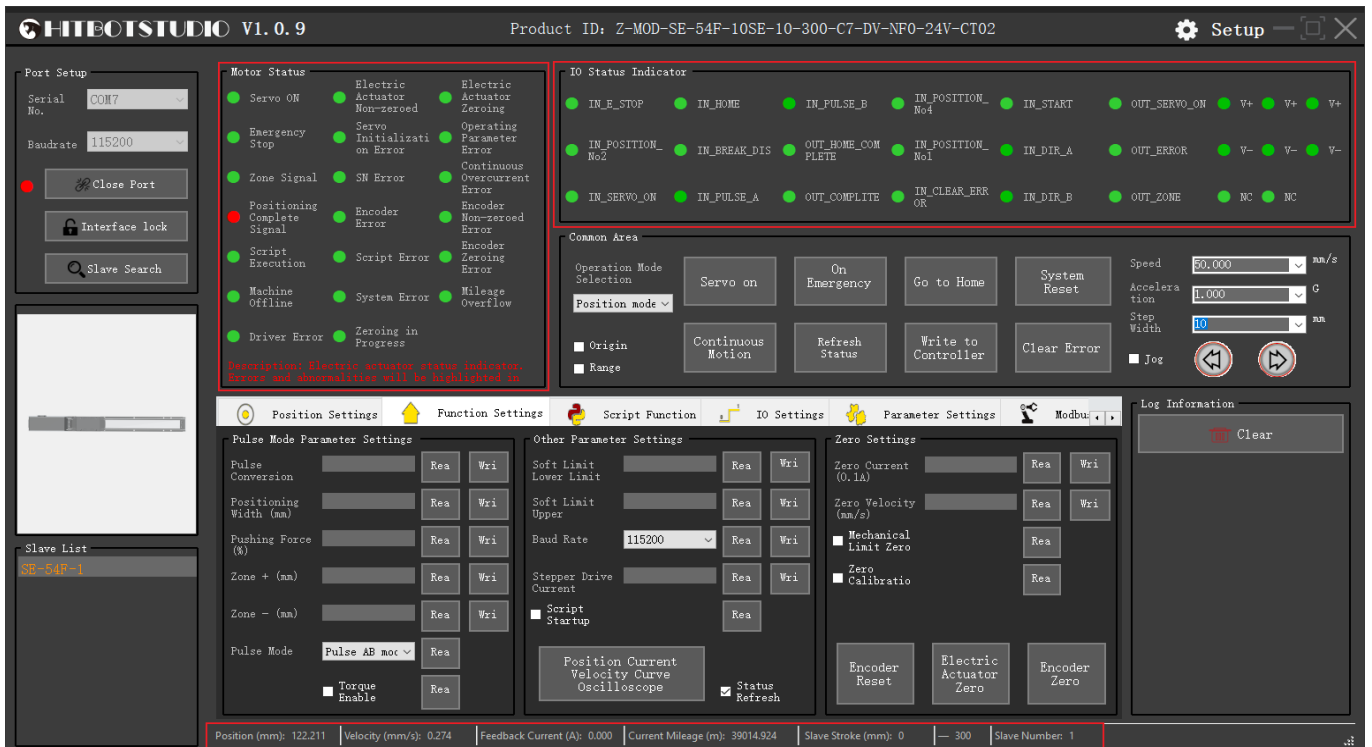 HITBOTSTUDIO V1.0.9
Product ID: Z-MOD-SE-54F-10SE-10-300-C7-DV-NF0-24V-CT02
Setup
Port Setup
Serial No.
COM7
Baudrate
115200
Close Port
Interface lock
Slave Search
Slave List
SE-54F-1
Motor Status
Servo ON
Electric Actuator Non-zeroed
Electric Actuator Zeroing
Emergency Stop
Servo Initializati on Error
Operating Parameter Error
Zone Signal
SN Error
Continuous Overcurrent Error
Positioning Complete Signal
Encoder Error
Encoder Non-zeroed Error
Script Execution
Script Error
Encoder Zeroing Error
Machine Offline
System Error
Mileage Overflow
Driver Error
Zeroing in Progress
Description: Electric actuator status indicator.
Errors and abnormalities will be highlighted in
IO Status Indicator
IN_E_STOP
IN_HOME
IN_PULSE_B
IN_POSITION_No4
IN_START
OUT_SERVO_ON
V+
V+
V+
IN_POSITION_No2
IN_BREAK_DIS
OUT_HOME_COMPLETE
IN_POSITION_No1
IN_DIR_A
OUT_ERROR
V-
V-
V-
IN_SERVO_ON
IN_PULSE_A
OUT_COMPLITE
IN_CLEAR_ERROR
IN_DIR_B
OUT_ZONE
NC
NC
Common Area
Operation Mode Selection
Position mode
Origin
Range
Servo on
On Emergency
Go to Home
System Reset
Continuous Motion
Refresh Status
Write to Controller
Clear Error
Speed
50.000
mm/s
Accelera tion
1.000
G
Step Width
10
mm
Jog
Position Settings
Function Settings
Script Function
IO Settings
Parameter Settings
Modbu
Pulse Mode Parameter Settings
Pulse Conversion
Rea
Wri
Positioning Width (mm)
Rea
Wri
Pushing Force (%)
Rea
Wri
Zone + (mm)
Rea
Wri
Zone - (mm)
Rea
Wri
Pulse Mode
Pulse AB moc
Rea
Torque Enable
Rea
Other Parameter Settings
Soft Limit Lower Limit
Rea
Wri
Soft Limit Upper
Rea
Wri
Baud Rate
115200
Rea
Wri
Stepper Drive Current
Rea
Wri
Script Startup
Rea
Position Current Velocity Curve Oscilloscope
Status Refresh
Zero Settings
Zero Current (0.1A)
Rea
Wri
Zero Velocity (mm/s)
Rea
Wri
Mechanical Limit Zero
Rea
Zero Calibratio
Rea
Encoder Reset
Electric Actuator Zero
Encoder Zero
Log Information
Clear
Position (mm): 122.211
Velocity (mm/s): 0.274
Feedback Current (A): 0.000
Current Mileage (m): 39014.924
Slave Stroke (mm): 0
— 300
Slave Number: 1